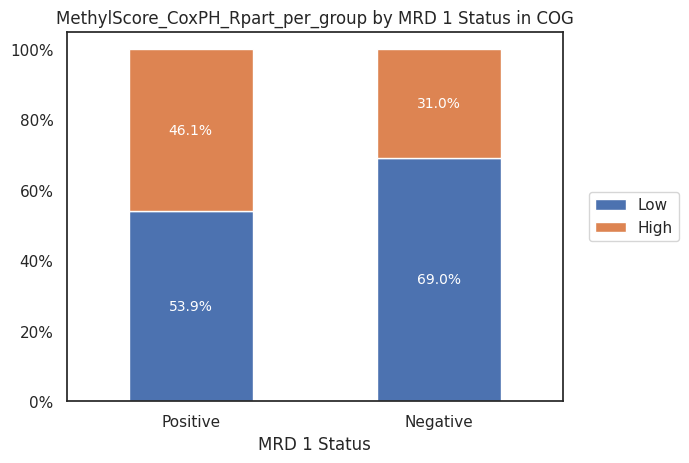 MethylScore_CoxPH_Rpart_per_group by MRD 1 Status in COG
100%
80%
60%
40%
20%
0%
46.1%
53.9%
31.0%
69.0%
Positive
Negative
MRD 1 Status
Low
High